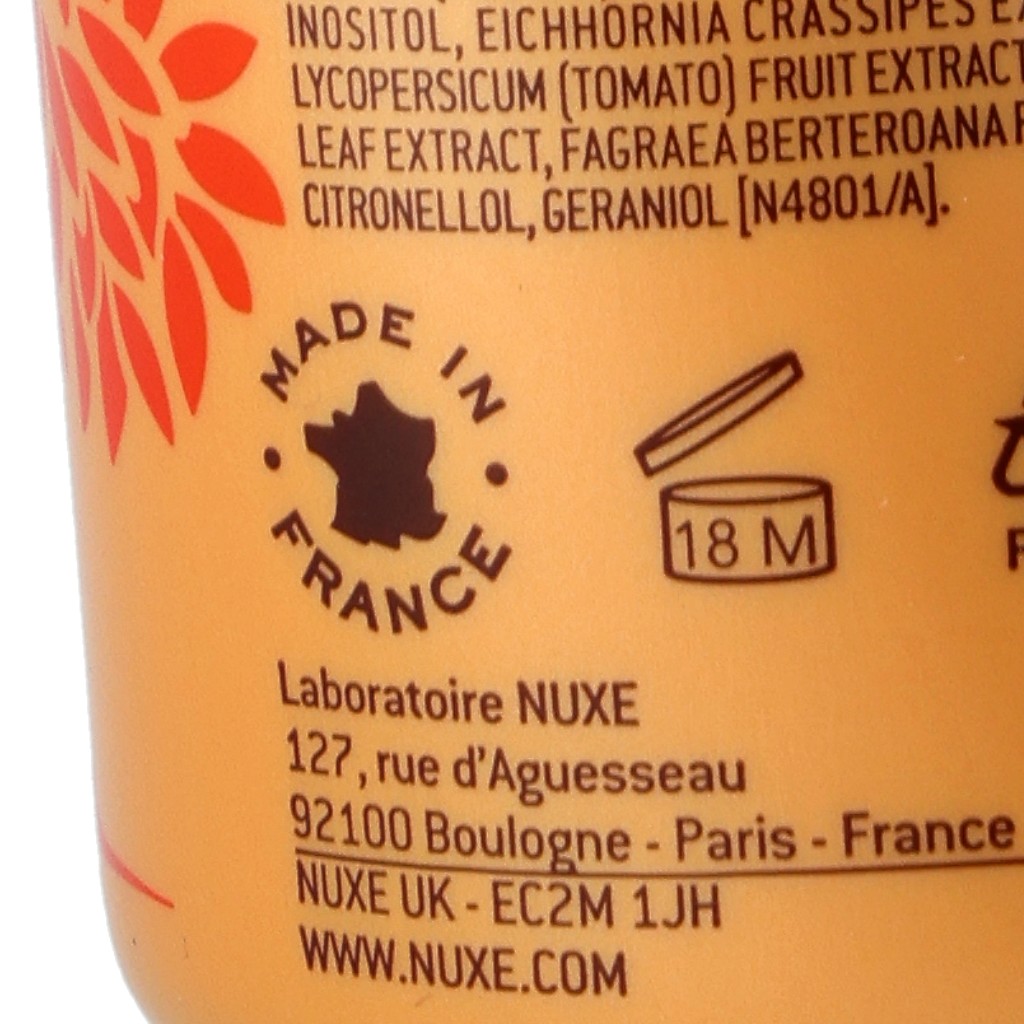 INOSITOL, EICHHORNIA CRASSIPES
LYCOPERSICUM (TOMATO) FRUIT EXTRACT
LEAF EXTRACT, FAGRAEA BERTEROANA
CITRONELLOL, GERANIOL [N4801/A].
MADE IN
FRANCE
18 M
Laboratoire NUXE
127, rue d'Aguesseau
92100 Boulogne - Paris - France
NUXE UK - EC2M 1JH
WWW.NUXE.COM